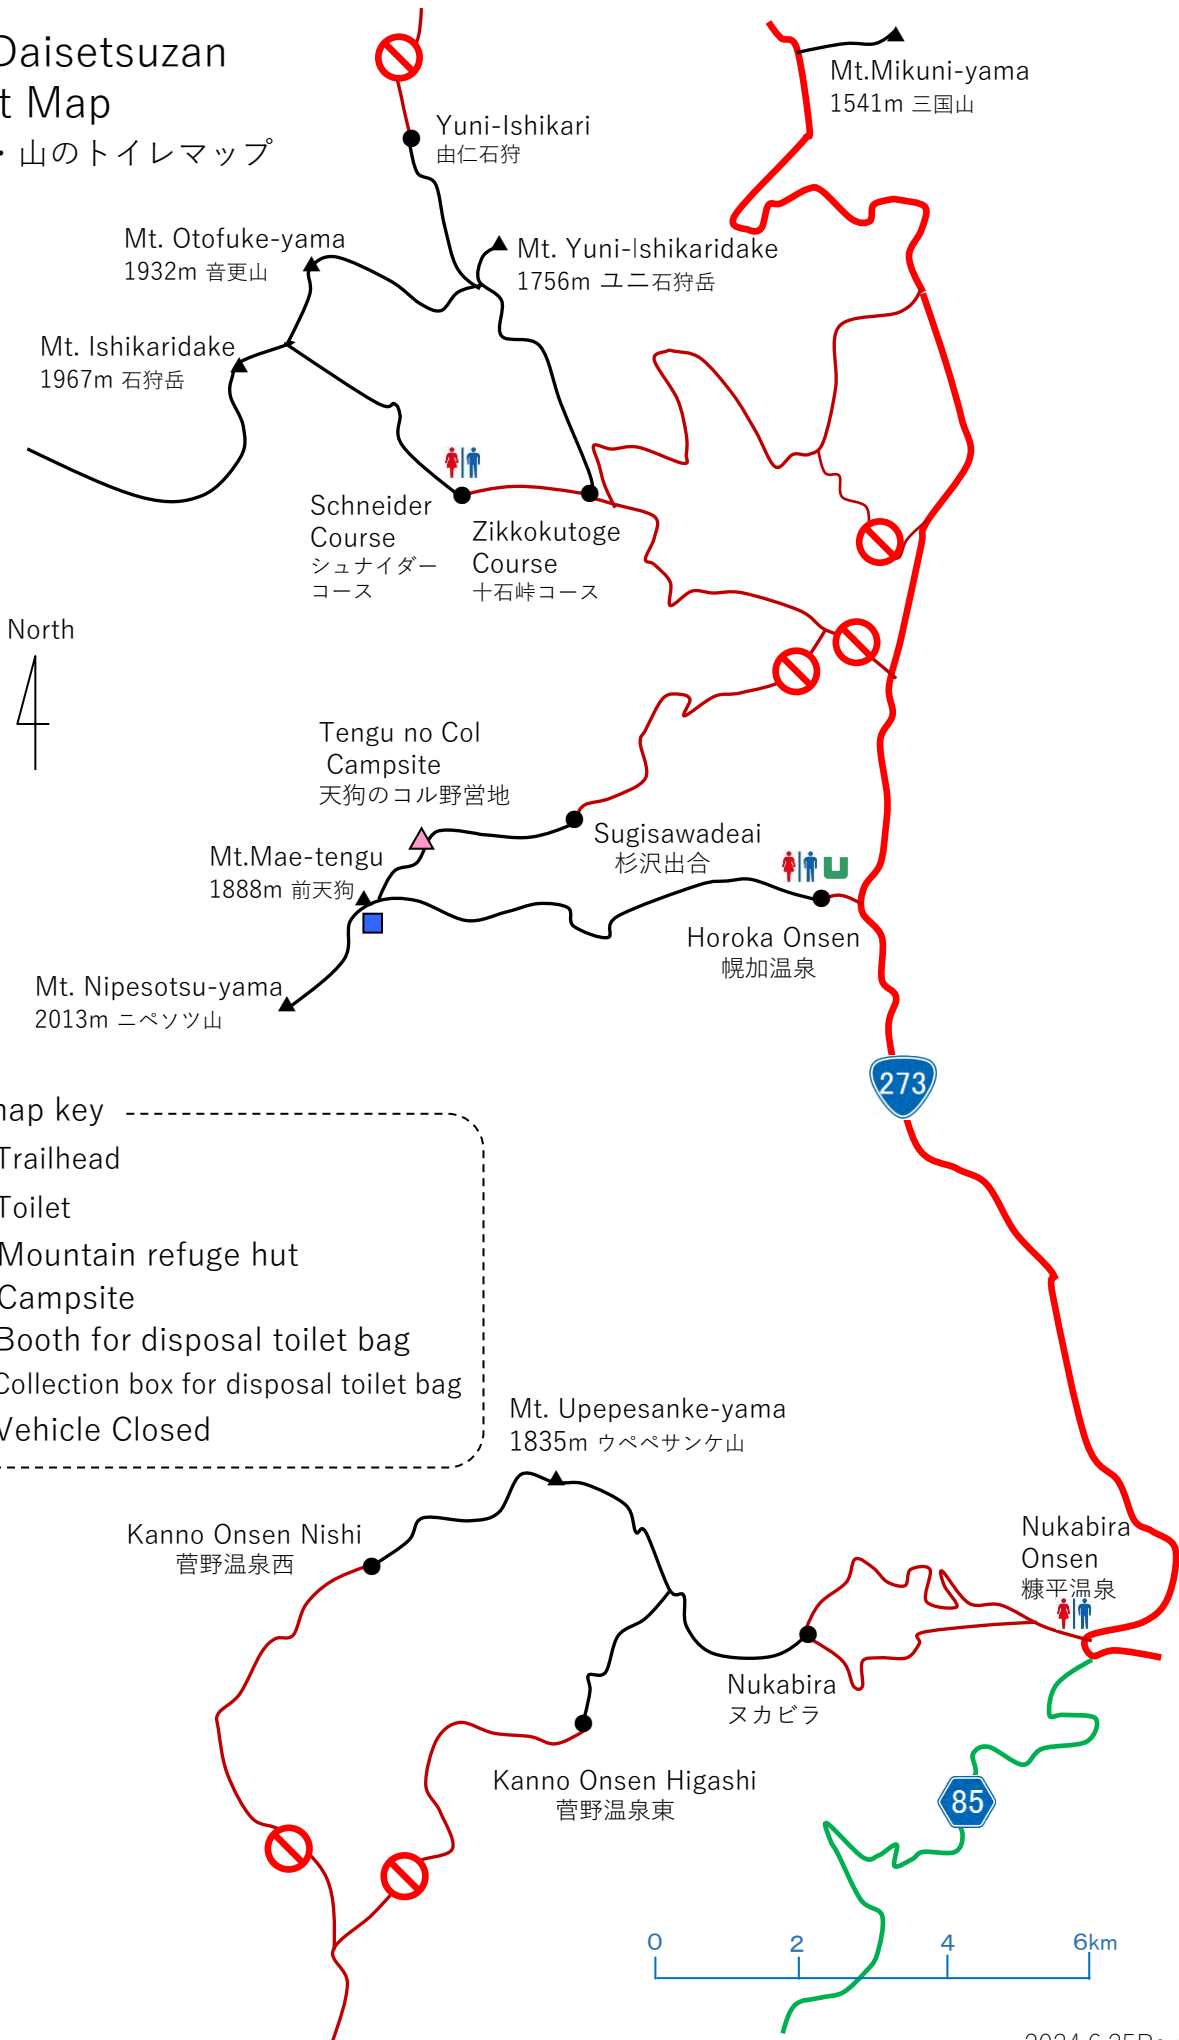 Daisetsuzan
t Map
・山のトイレマップ
Mt.Mikuni-yama
1541m 三国山
Yuni-Ishikari
由仁石狩
Mt. Otofuke-yama
1932m 音更山
Mt. Yuni-Ishikaridake
1756m ユニ石狩岳
Mt. Ishikaridake
1967m 石狩岳
Schneider
Course
シュナイダー
コース
Zikkokutoge
Course
十石峠コース
North
Tengu no Col
Campsite
天狗のコル野営地
Sugisawadeai
杉沢出合
Mt.Mae-tengu
1888m 前天狗
Horoka Onsen
幌加温泉
Mt. Nipesotsu-yama
2013m ニペソツ山
273
map key
Trailhead
Toilet
Mountain refuge hut
Campsite
Booth for disposal toilet bag
Collection box for disposal toilet bag
Vehicle Closed
Mt. Upepesanke-yama
1835m ウペペサンケ山
Kanno Onsen Nishi
菅野温泉西
Nukabira
Onsen
糠平温泉
Nukabira
ヌカビラ
Kanno Onsen Higashi
菅野温泉東
85
0 2 4 6km
2024.6.25Rev